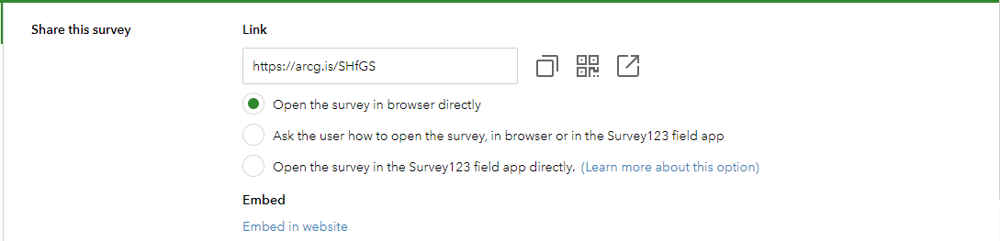 Share this survey
Link
https://arcg.is/SHfGS
Open the survey in browser directly
Ask the user how to open the survey, in browser or in the Survey123 field app
Open the survey in the Survey123 field app directly. (Learn more about this option)
Embed
Embed in website